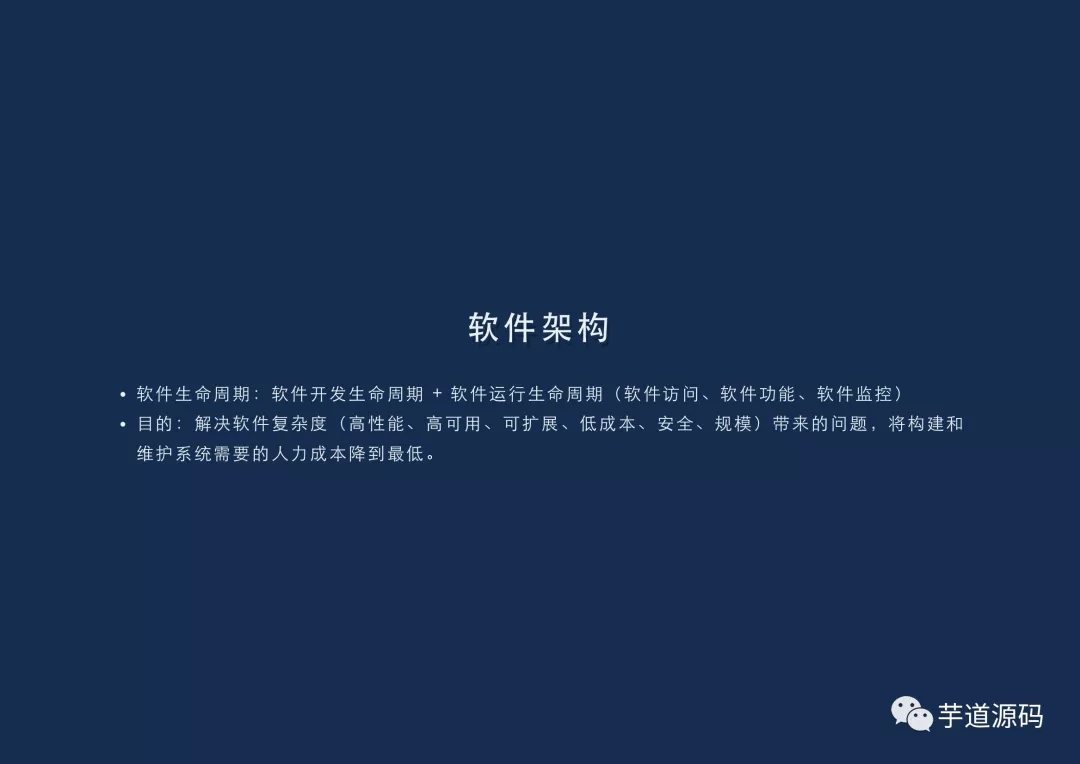 软件架构
• 软件生命周期：软件开发生命周期 + 软件运行生命周期（软件访问、软件功能、软件监控）
• 目的：解决软件复杂度（高性能、高可用、可扩展、低成本、安全、规模）带来的问题，将构建和
维护系统需要的人力成本降到最低。
芋道源码